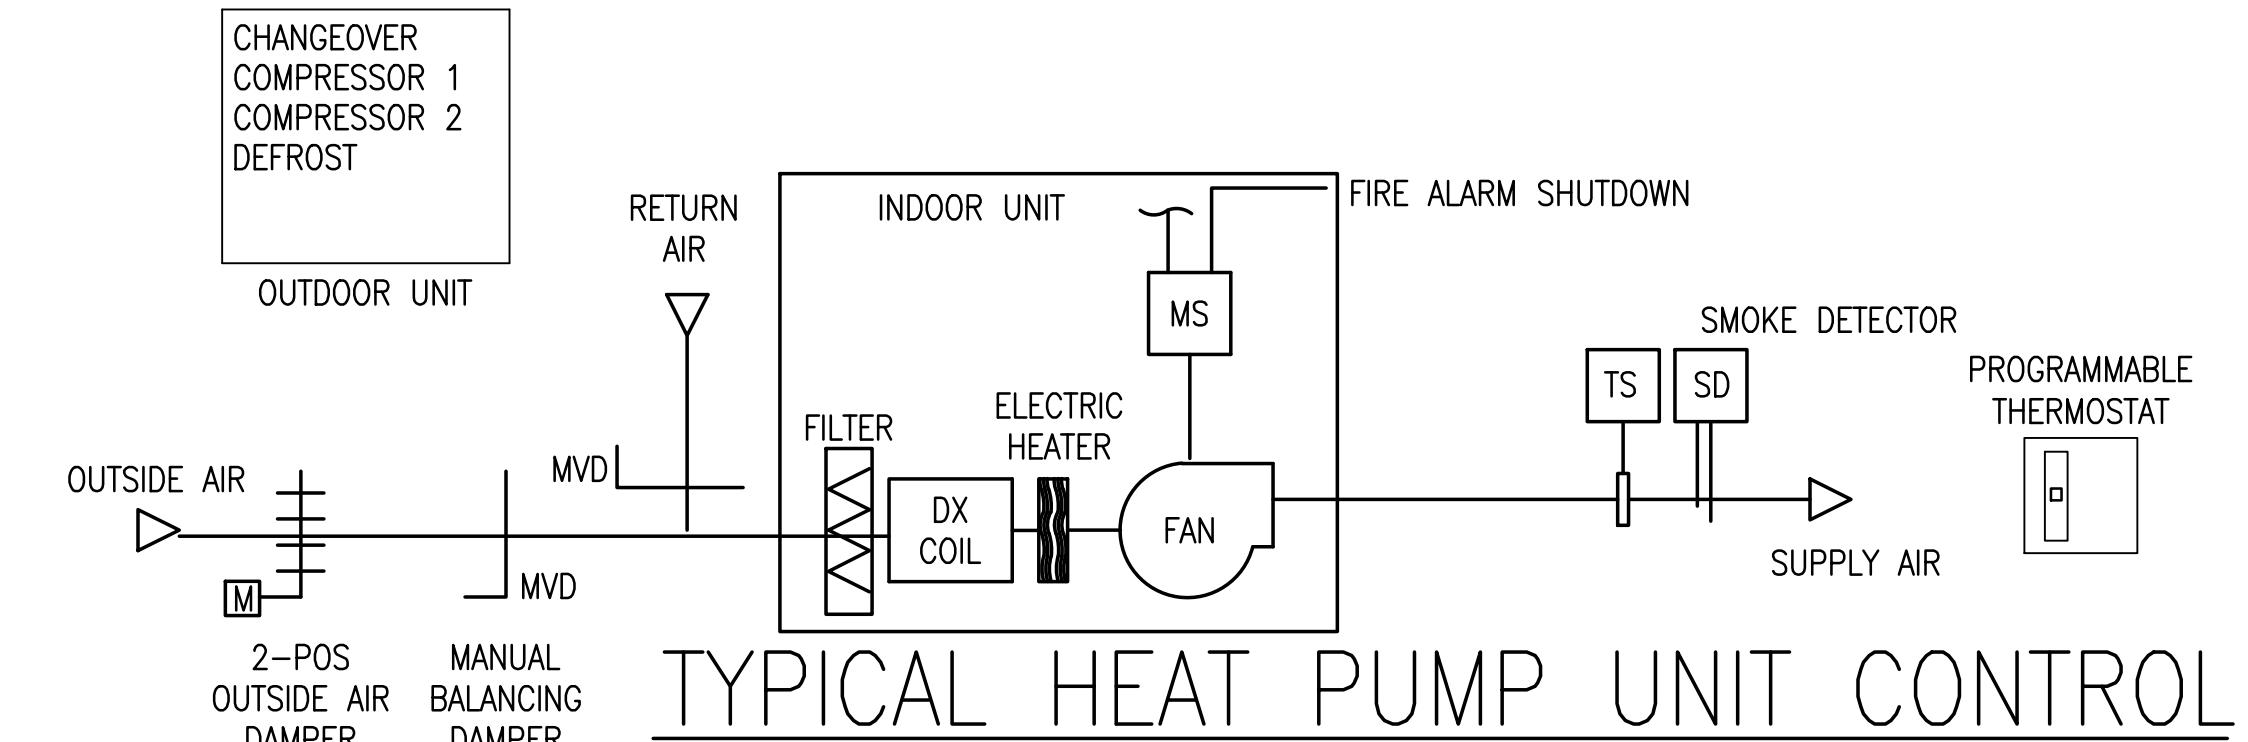 CHANGEOVER
COMPRESSOR 1
COMPRESSOR 2
DEFROST
OUTDOOR UNIT
RETURN
AIR
INDOOR UNIT
FIRE ALARM SHUTDOWN
MS
SMOKE DETECTOR
TS
SD
PROGRAMMABLE
THERMOSTAT
ELECTRIC
HEATER
FILTER
MVD
OUTSIDE AIR
DX
COIL
FAN
SUPPLY AIR
M
MVD
2-POS
OUTSIDE AIR
DAMPER
MANUAL
BALANCING
DAMPER
TYPICAL HEAT PUMP UNIT CONTROL